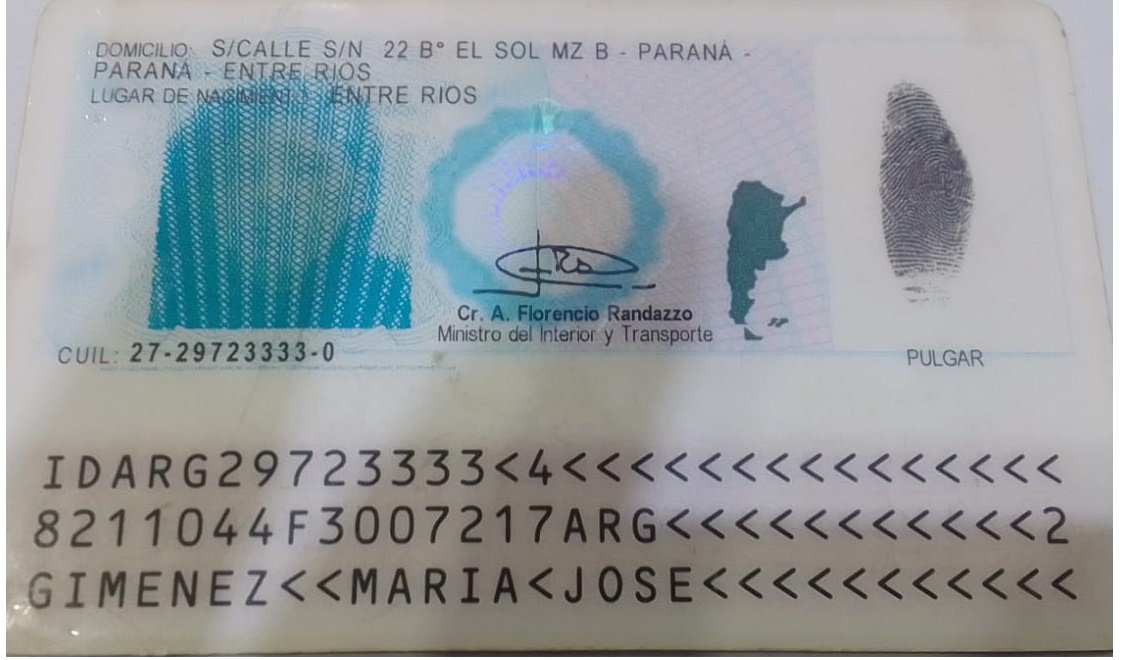 DOMICILIO: S/CALLE S/N 22 B° EL SOL MZ B - PARANÁ -
PARANÁ - ENTRE RIOS
LUGAR DE NACIMIENTO: ENTRE RIOS
Cr. A. Florencio Randazzo
Ministro del Interior y Transporte
CUIL: 27-29723333-0
PULGAR
IDARG29723333<4<<<<<<<<<<<<<<<
8211044F3007217ARG<<<<<<<<<<<2
GIMENEZ<<MARIA<JOSE<<<<<<<<<<<